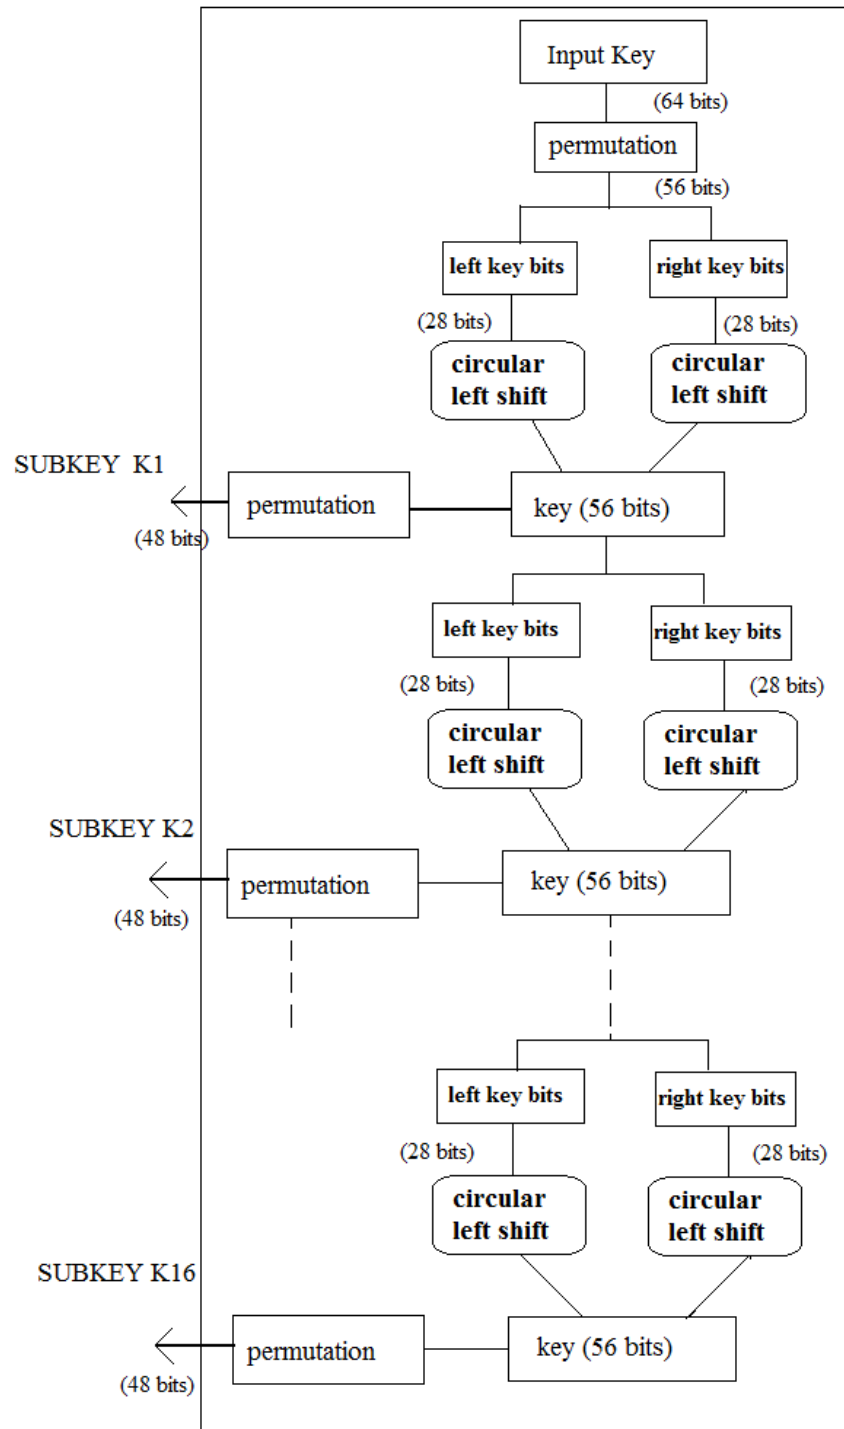 Input Key
(64 bits)
permutation
(56 bits)
left key bits
right key bits
(28 bits)
(28 bits)
circular
left shift
circular
left shift
SUBKEY K1
permutation
key (56 bits)
(48 bits)
left key bits
right key bits
(28 bits)
(28 bits)
circular
left shift
circular
left shift
SUBKEY K2
permutation
key (56 bits)
(48 bits)
left key bits
right key bits
(28 bits)
(28 bits)
circular
left shift
circular
left shift
SUBKEY K16
permutation
key (56 bits)
(48 bits)